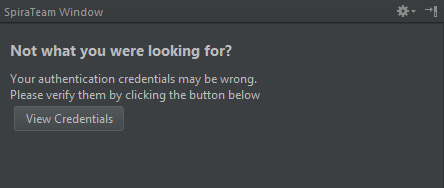 SpiraTeam Window
Not what you were looking for?
Your authentication credentials may be wrong.
Please verify them by clicking the button below
View Credentials